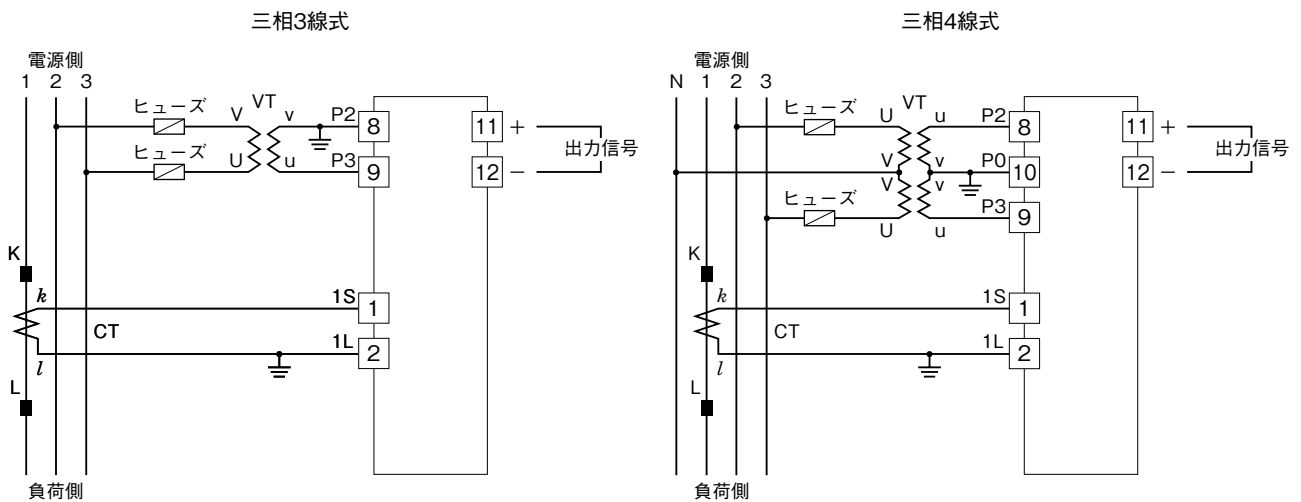 三相3線式
電源側
1 2 3
ヒューズ
V VT v P2 8
11 +
ヒューズ
U u P3 9
12 −
出力信号
K
k 1S 1
CT
l 1L 2
L
負荷側
三相4線式
電源側
N 1 2 3
ヒューズ
U VT u P2 8
11 +
V v P0 10
12 −
出力信号
V v
ヒューズ
U u P3 9
K
k 1S 1
CT
l 1L 2
L
負荷側